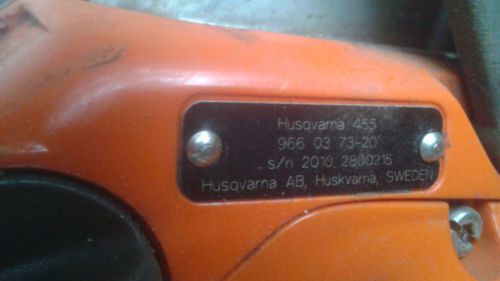 Husqvarna 455
966 03 73-20
s/n 2010 2800215
Husqvarna AB, Huskvarna, SWEDEN